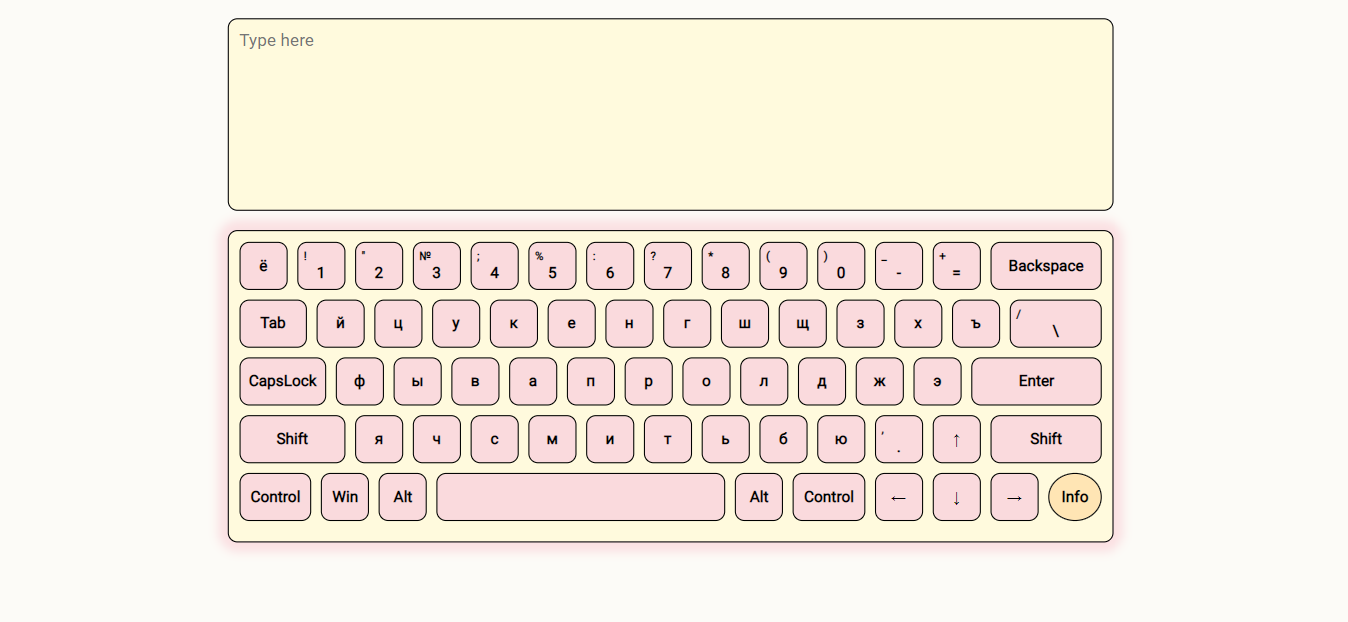 Type here
ё ! 1 " 2 № 3 ; 4 % 5 : 6 ? 7 * 8 ( 9 ) 0 _ - + = Backspace
Tab й ц у к е н г ш щ з х ъ / \
CapsLock ф ы в а п р о л д ж э Enter
Shift я ч с м и т ь б ю , . ↑ Shift
Control Win Alt Alt Control ← ↓ → Info